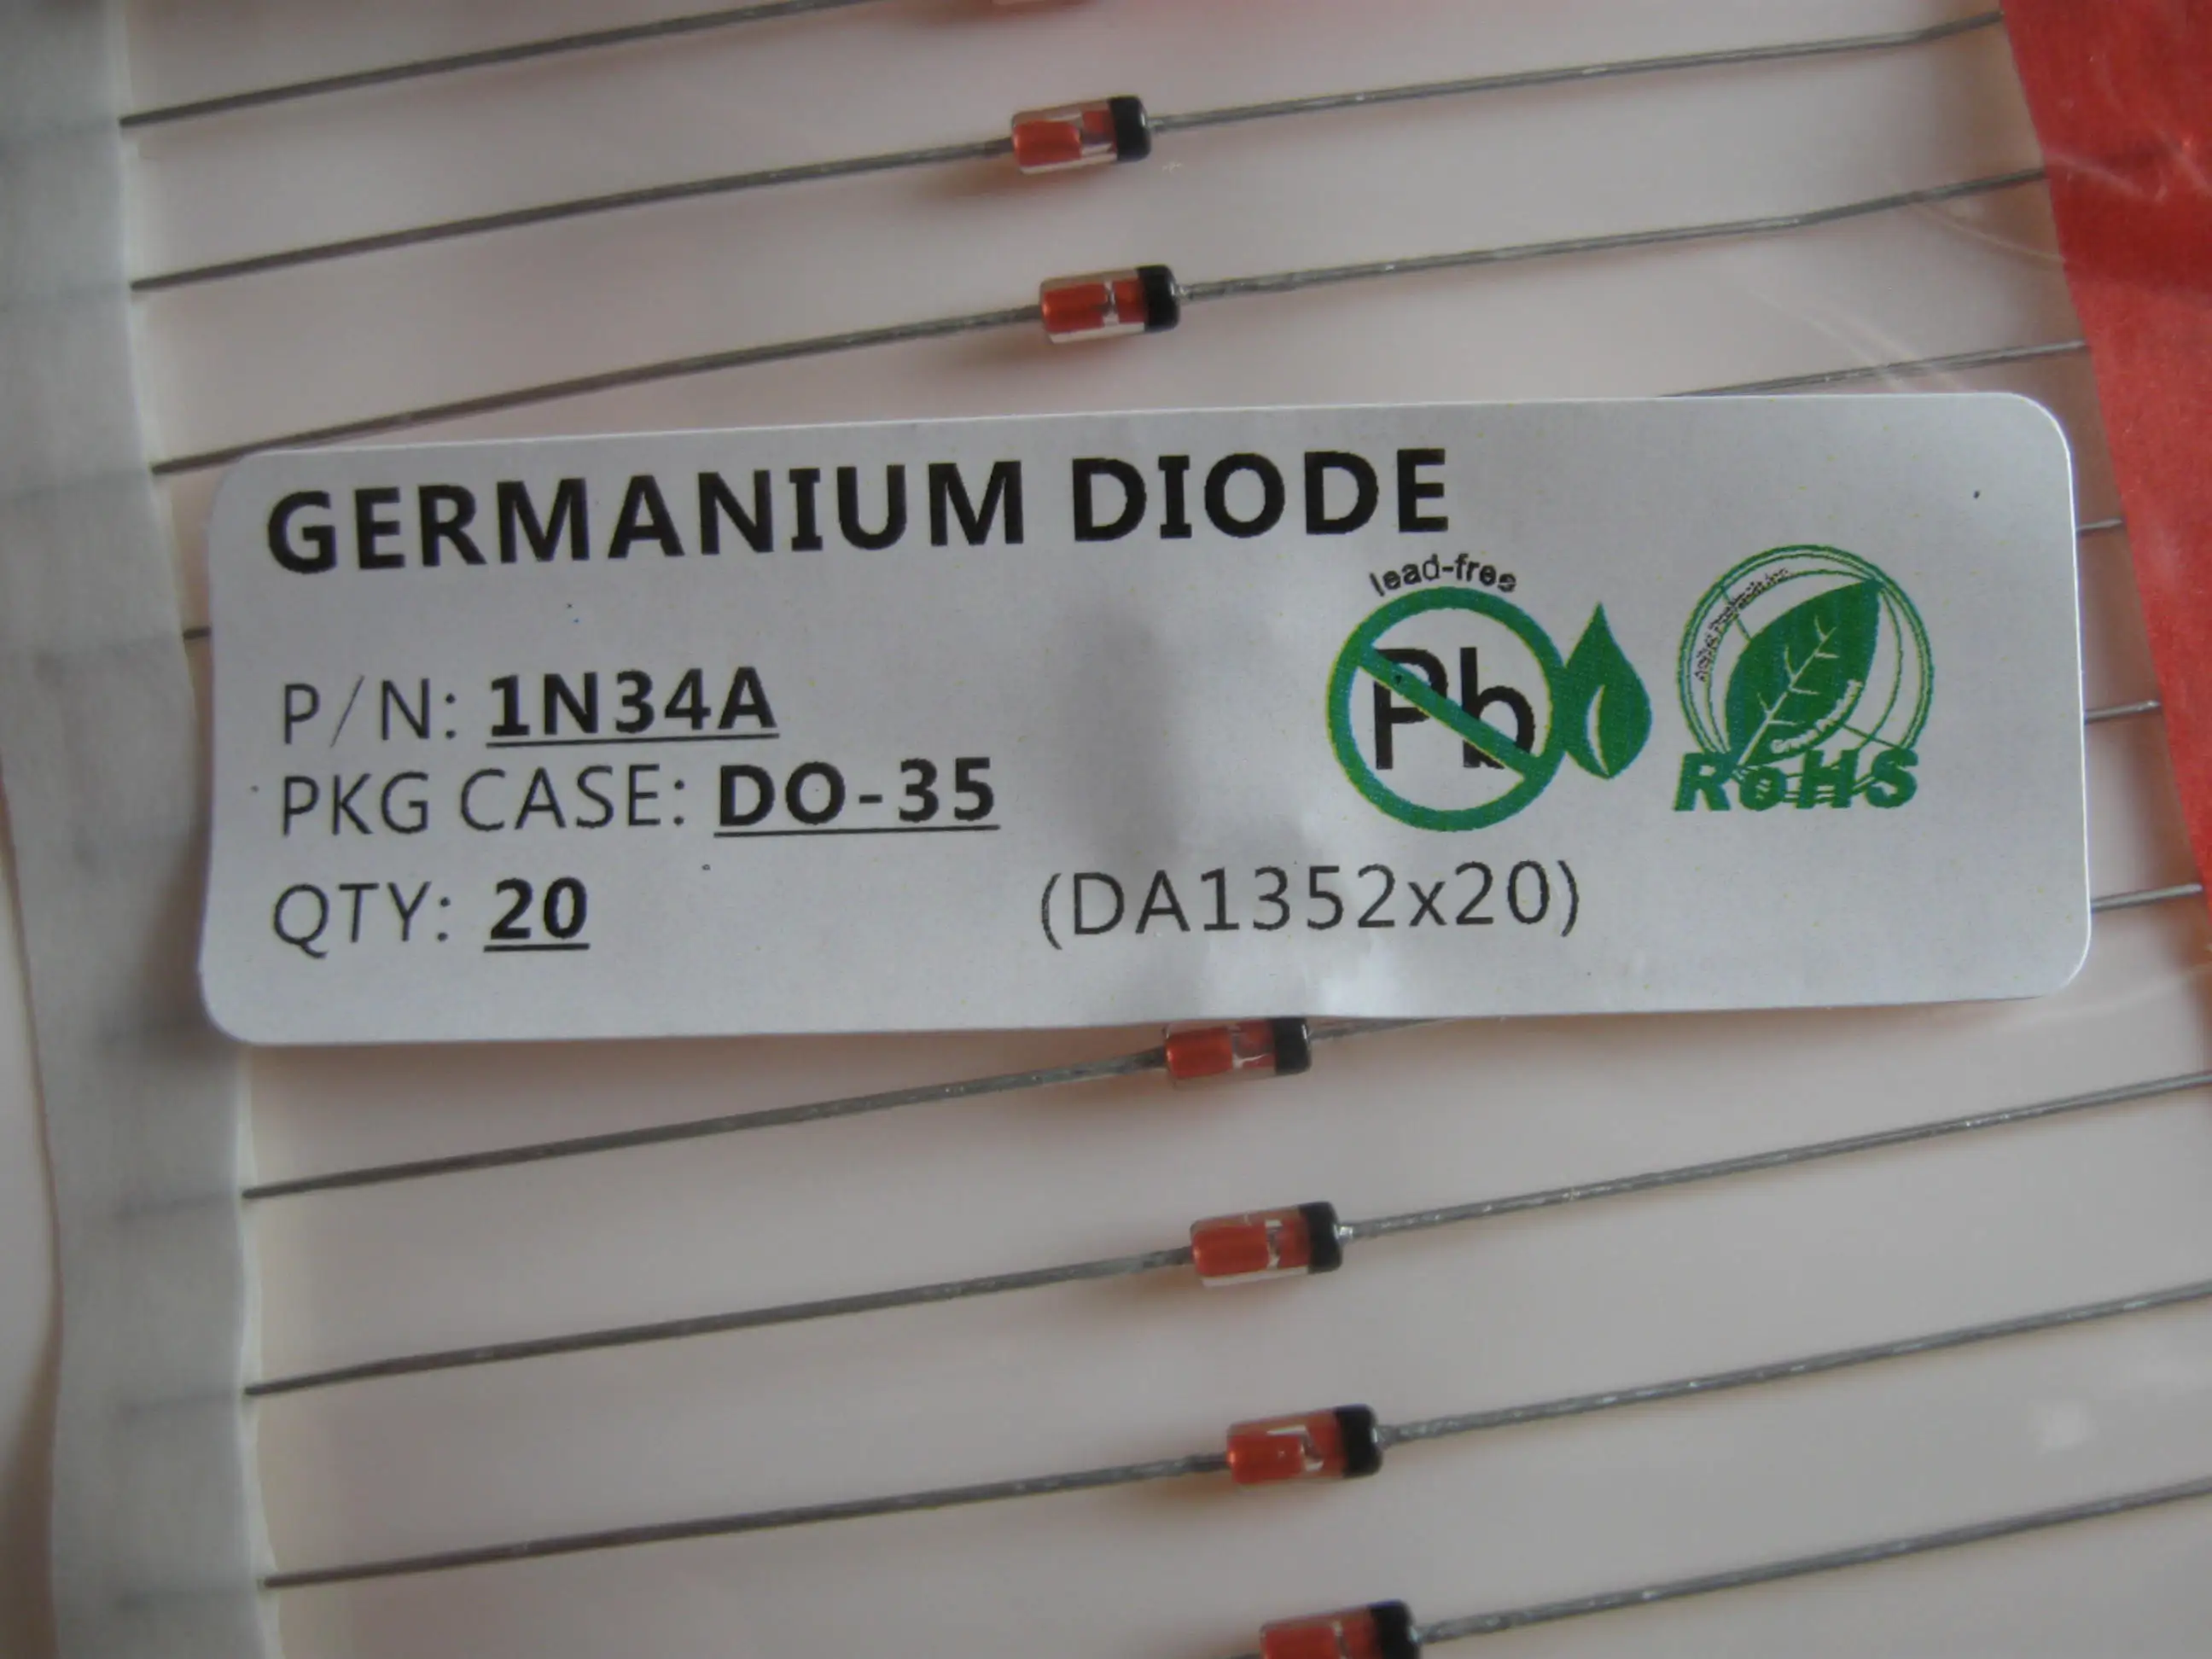 GERMANIUM DIODE
lead-free
Pb
RoHS
P/N: 1N34A
PKG CASE: DO-35
QTY: 20
(DA1352x20)